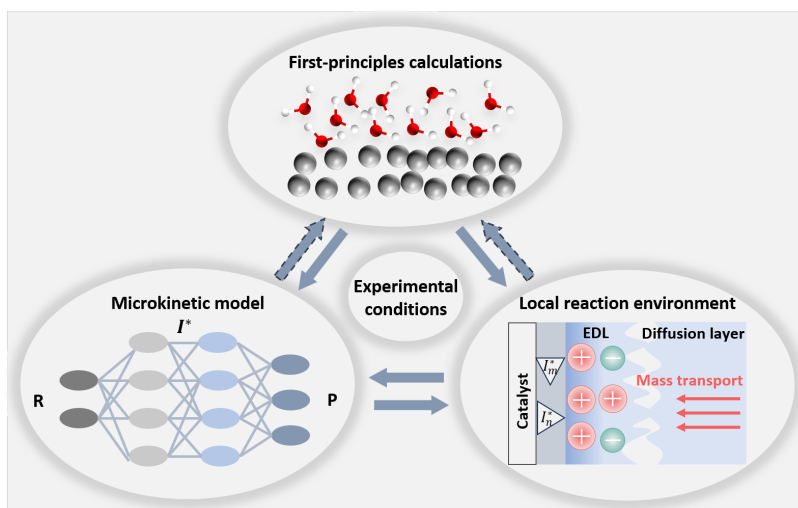 First-principles calculations
Experimental
conditions
Microkinetic model
I*
R
P
Local reaction environment
EDL
Diffusion layer
Catalyst
I*m
I*n
+
−
+
+
+
−
Mass transport